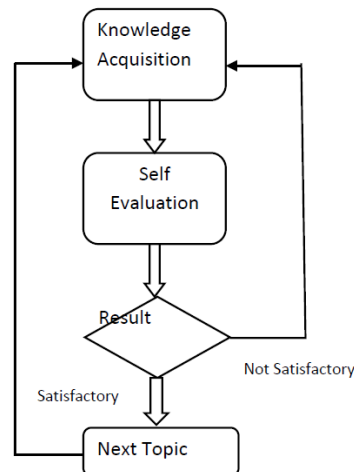 Knowledge
Acquisition
Self
Evaluation
Result
Not Satisfactory
Satisfactory
Next Topic